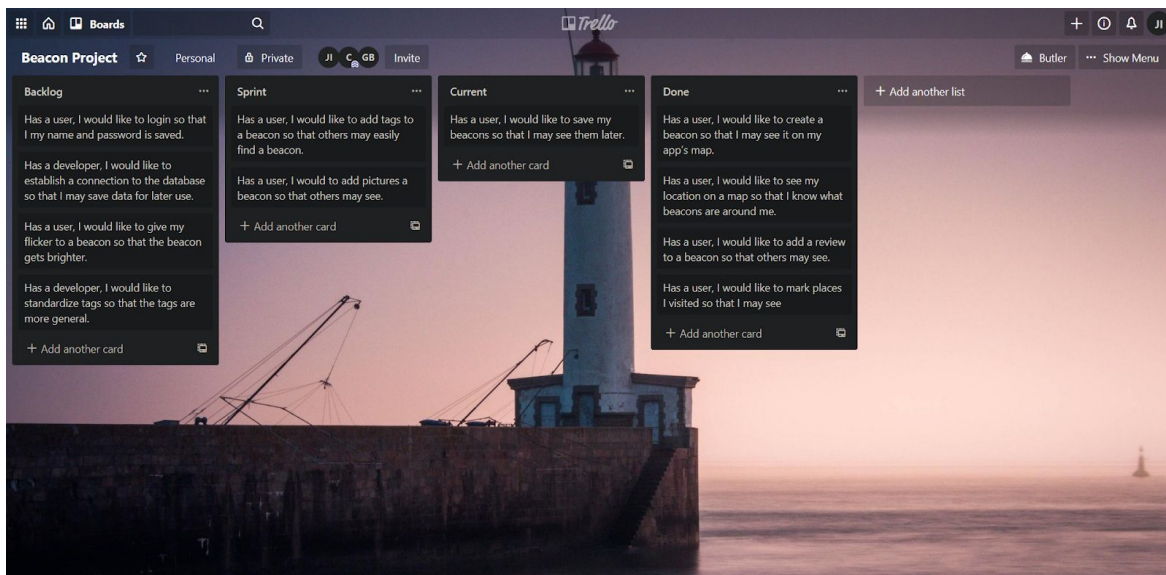 Boards
Trello
JI
Beacon Project
Personal
Private
JI C GB
Invite
Butler
··· Show Menu
Backlog ···
Has a user, I would like to login so that
I my name and password is saved.
Has a developer, I would like to
establish a connection to the database
so that I may save data for later use.
Has a user, I would like to give my
flicker to a beacon so that the beacon
gets brighter.
Has a developer, I would like to
standardize tags so that the tags are
more general.
+ Add another card
Sprint ···
Has a user, I would like to add tags to
a beacon so that others may easily
find a beacon.
Has a user, I would to add pictures a
beacon so that others may see.
+ Add another card
Current ···
Has a user, I would like to save my
beacons so that I may see them later.
+ Add another card
Done ···
Has a user, I would like to create a
beacon so that I may see it on my
app's map.
Has a user, I would like to see my
location on a map so that I know what
beacons are around me.
Has a user, I would like to add a review
to a beacon so that others may see.
Has a user, I would like to mark places
I visited so that I may see
+ Add another card
+ Add another list